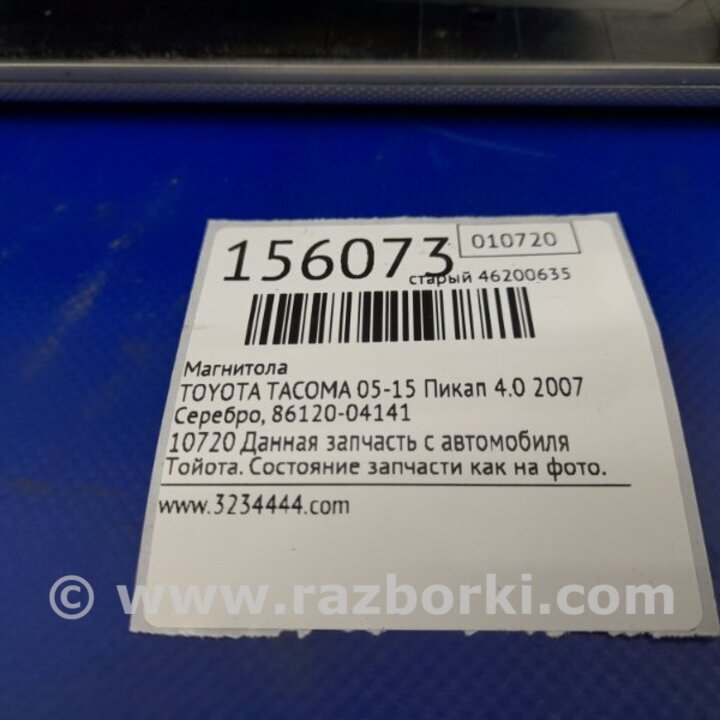 156073
010720
старый 46200635
Магнитола
TOYOTA TACOMA 05-15 Пикап 4.0 2007
Серебро, 86120-04141
10720 Данная запчасть с автомобиля
Тойота. Состояние запчасти как на фото.
www.3234444.com
© www.razborki.com